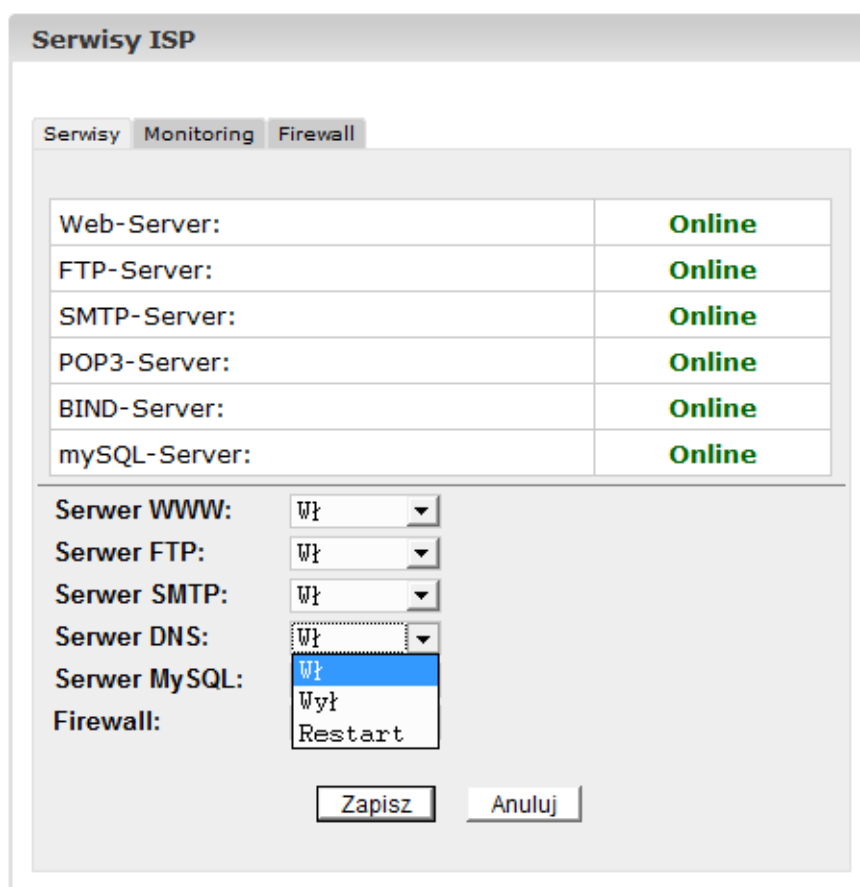 Serwisy ISP
Serwisy Monitoring Firewall
Web-Server: Online
FTP-Server: Online
SMTP-Server: Online
POP3-Server: Online
BIND-Server: Online
mySQL-Server: Online
Serwer WWW: Wł
Serwer FTP: Wł
Serwer SMTP: Wł
Serwer DNS: Wł
Wł
Serwer MySQL:
Wył
Firewall:
Restart
Zapisz Anuluj